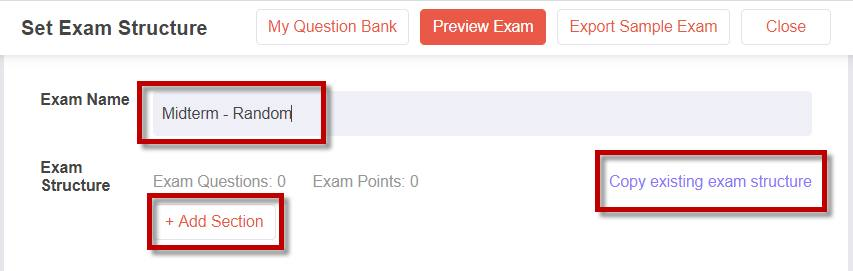 Set Exam Structure My Question Bank Preview Exam Export Sample Exam Close
Exam Name Midterm - Random
Exam
Structure Exam Questions: 0 Exam Points: 0 Copy existing exam structure
+ Add Section